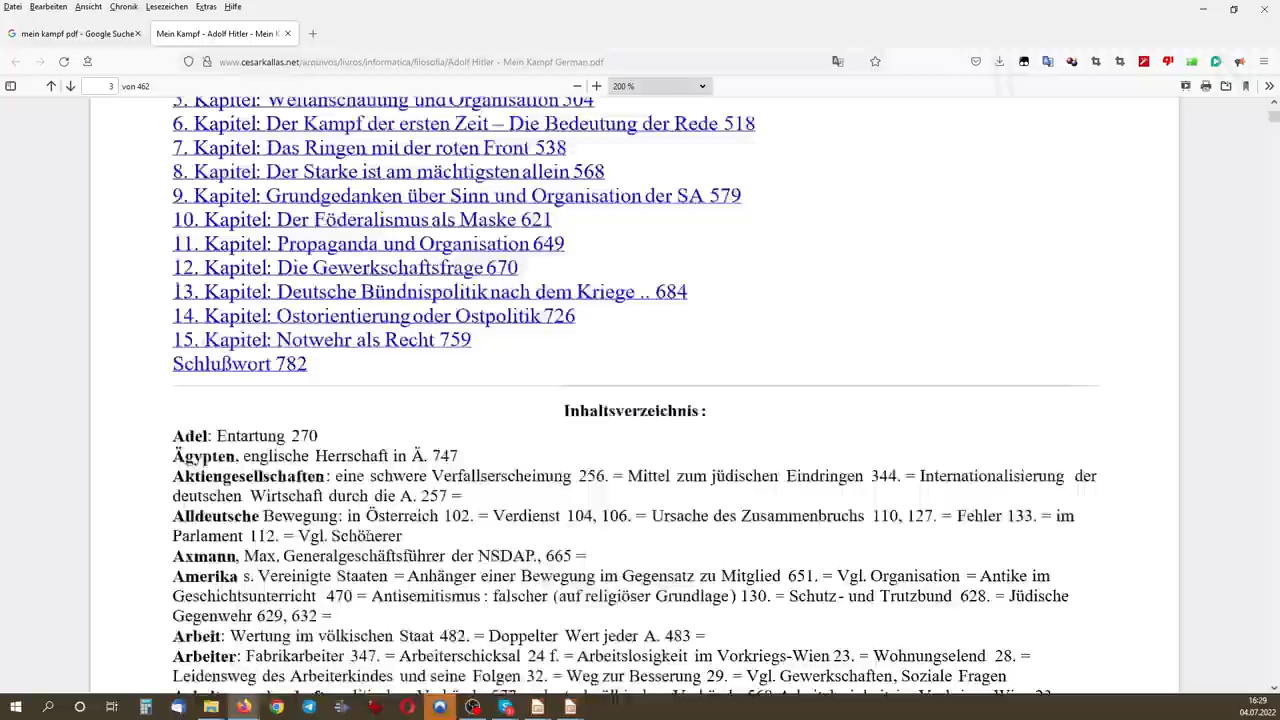 Datei Bearbeiten Ansicht Chronik Lesezeichen Extras Hilfe
mein kampf pdf - Google Suche
Mein Kampf - Adolf Hitler - Mein K
www.cesarkallas.net/arquivos/livros/informatica/filosofia/Adolf Hitler - Mein Kampf German.pdf
3 von 462
200 %
5. Kapitel: Weltanschauung und Organisation 504
6. Kapitel: Der Kampf der ersten Zeit – Die Bedeutung der Rede 518
7. Kapitel: Das Ringen mit der roten Front 538
8. Kapitel: Der Starke ist am mächtigsten allein 568
9. Kapitel: Grundgedanken über Sinn und Organisation der SA 579
10. Kapitel: Der Föderalismus als Maske 621
11. Kapitel: Propaganda und Organisation 649
12. Kapitel: Die Gewerkschaftsfrage 670
13. Kapitel: Deutsche Bündnispolitik nach dem Kriege .. 684
14. Kapitel: Ostorientierung oder Ostpolitik 726
15. Kapitel: Notwehr als Recht 759
Schlußwort 782
Inhaltsverzeichnis :
Adel: Entartung 270
Ägypten, englische Herrschaft in Ä. 747
Aktiengesellschaften : eine schwere Verfallserscheinung 256. = Mittel zum jüdischen Eindringen 344. = Internationalisierung der
deutschen Wirtschaft durch die A. 257 =
Alldeutsche Bewegung: in Österreich 102. = Verdienst 104, 106. = Ursache des Zusammenbruchs 110, 127. = Fehler 133. = im
Parlament 112. = Vgl. Schönerer
Axmann, Max, Generalgeschäftsführer der NSDAP., 665 =
Amerika s. Vereinigte Staaten = Anhänger einer Bewegung im Gegensatz zu Mitglied 651. = Vgl. Organisation = Antike im
Geschichtsunterricht 470 = Antisemitismus : falscher (auf religiöser Grundlage) 130. = Schutz- und Trutzbund 628. = Jüdische
Gegenwehr 629, 632 =
Arbeit: Wertung im völkischen Staat 482. = Doppelter Wert jeder A. 483 =
Arbeiter: Fabrikarbeiter 347. = Arbeiterschicksal 24 f. = Arbeitslosigkeit im Vorkriegs-Wien 23. = Wohnungselend 28. =
Leidensweg des Arbeiterkindes und seine Folgen 32. = Weg zur Besserung 29. = Vgl. Gewerkschaften, Soziale Fragen
16:29
04.07.2022